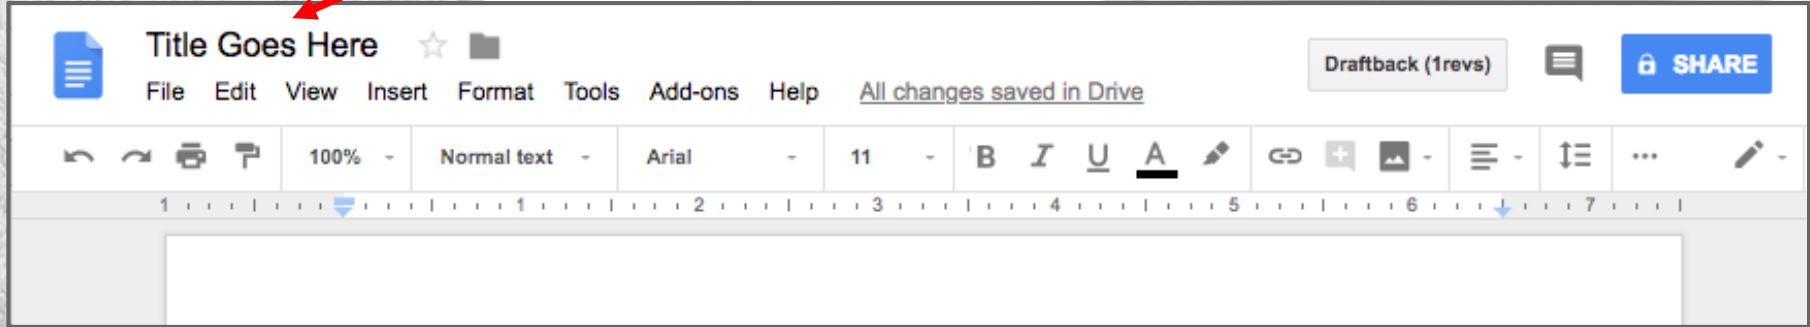 Title Goes Here
Draftback (1revs)
SHARE
File Edit View Insert Format Tools Add-ons Help All changes saved in Drive
100% Normal text Arial 11 B I U A
1 1 2 3 4 5 6 7